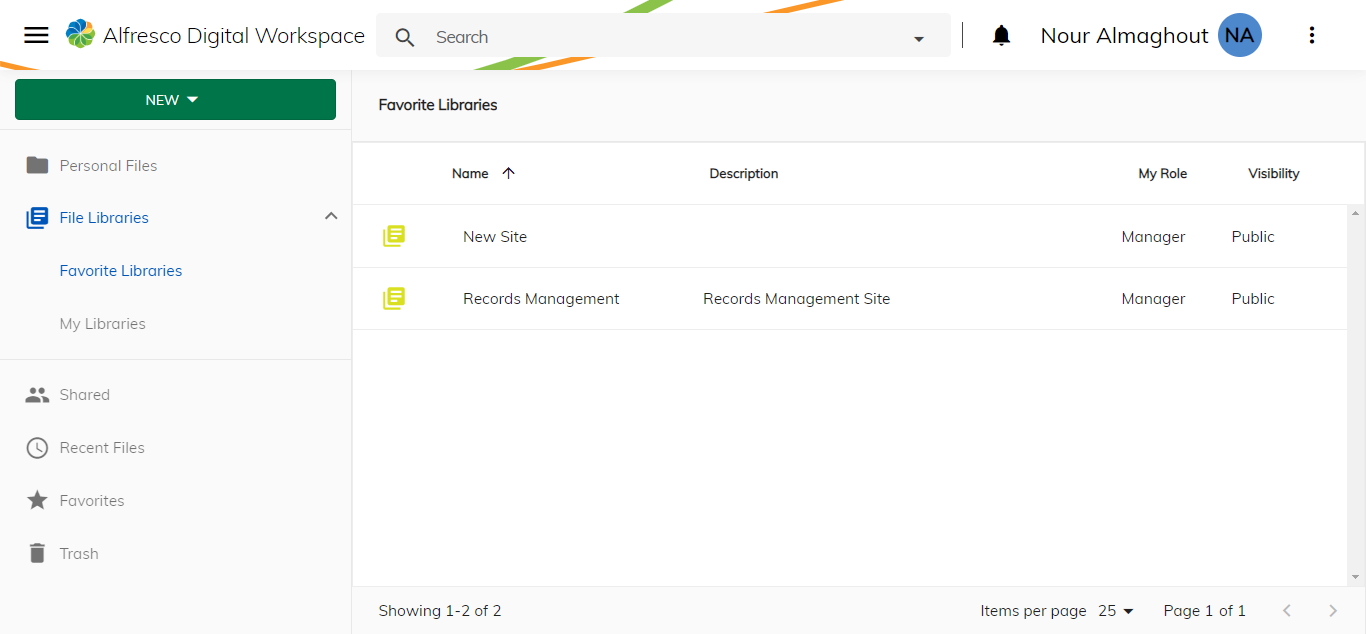 Alfresco Digital Workspace
Search
Nour Almaghout NA
NEW
Personal Files
File Libraries
Favorite Libraries
My Libraries
Shared
Recent Files
Favorites
Trash
Favorite Libraries
Name Description My Role Visibility
New Site Manager Public
Records Management Records Management Site Manager Public
Showing 1-2 of 2 Items per page 25 Page 1 of 1